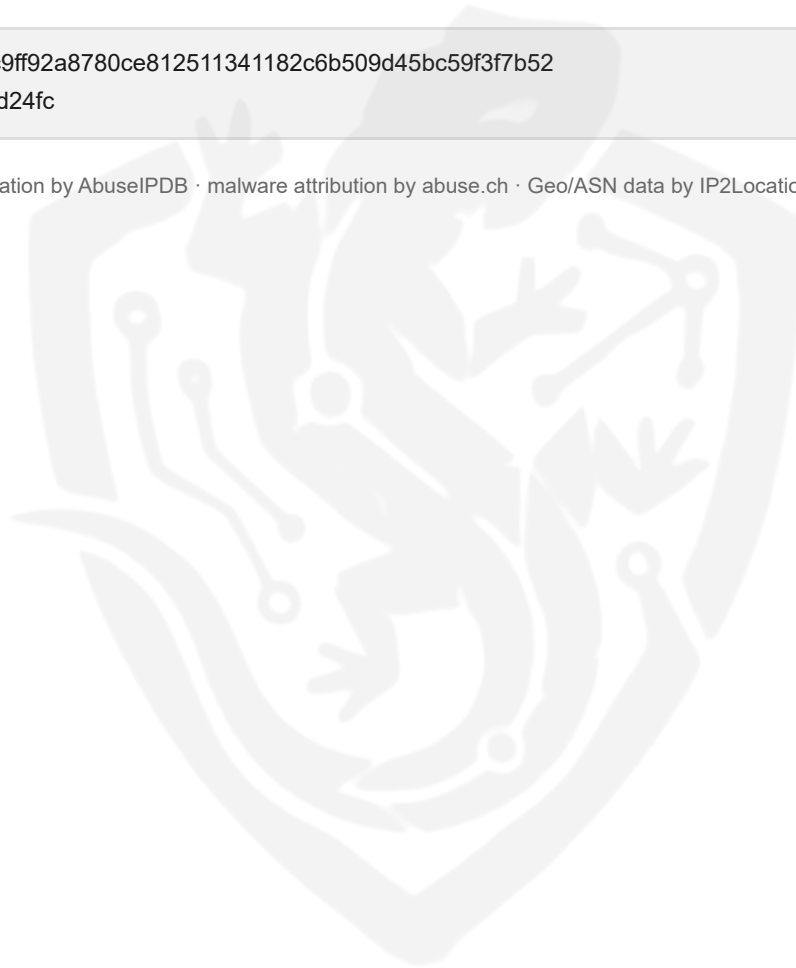 9ff92a8780ce812511341182c6b509d45bc59f3f7b52
d24fc
ation by AbuseIPDB · malware attribution by abuse.ch · Geo/ASN data by IP2Locatio